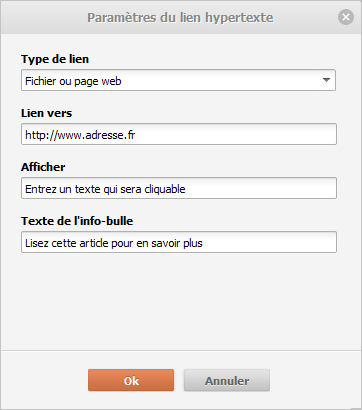 Paramètres du lien hypertexte
Type de lien
Fichier ou page web
Lien vers
http://www.adresse.fr
Afficher
Entrez un texte qui sera cliquable
Texte de l'info-bulle
Lisez cette article pour en savoir plus
Ok
Annuler